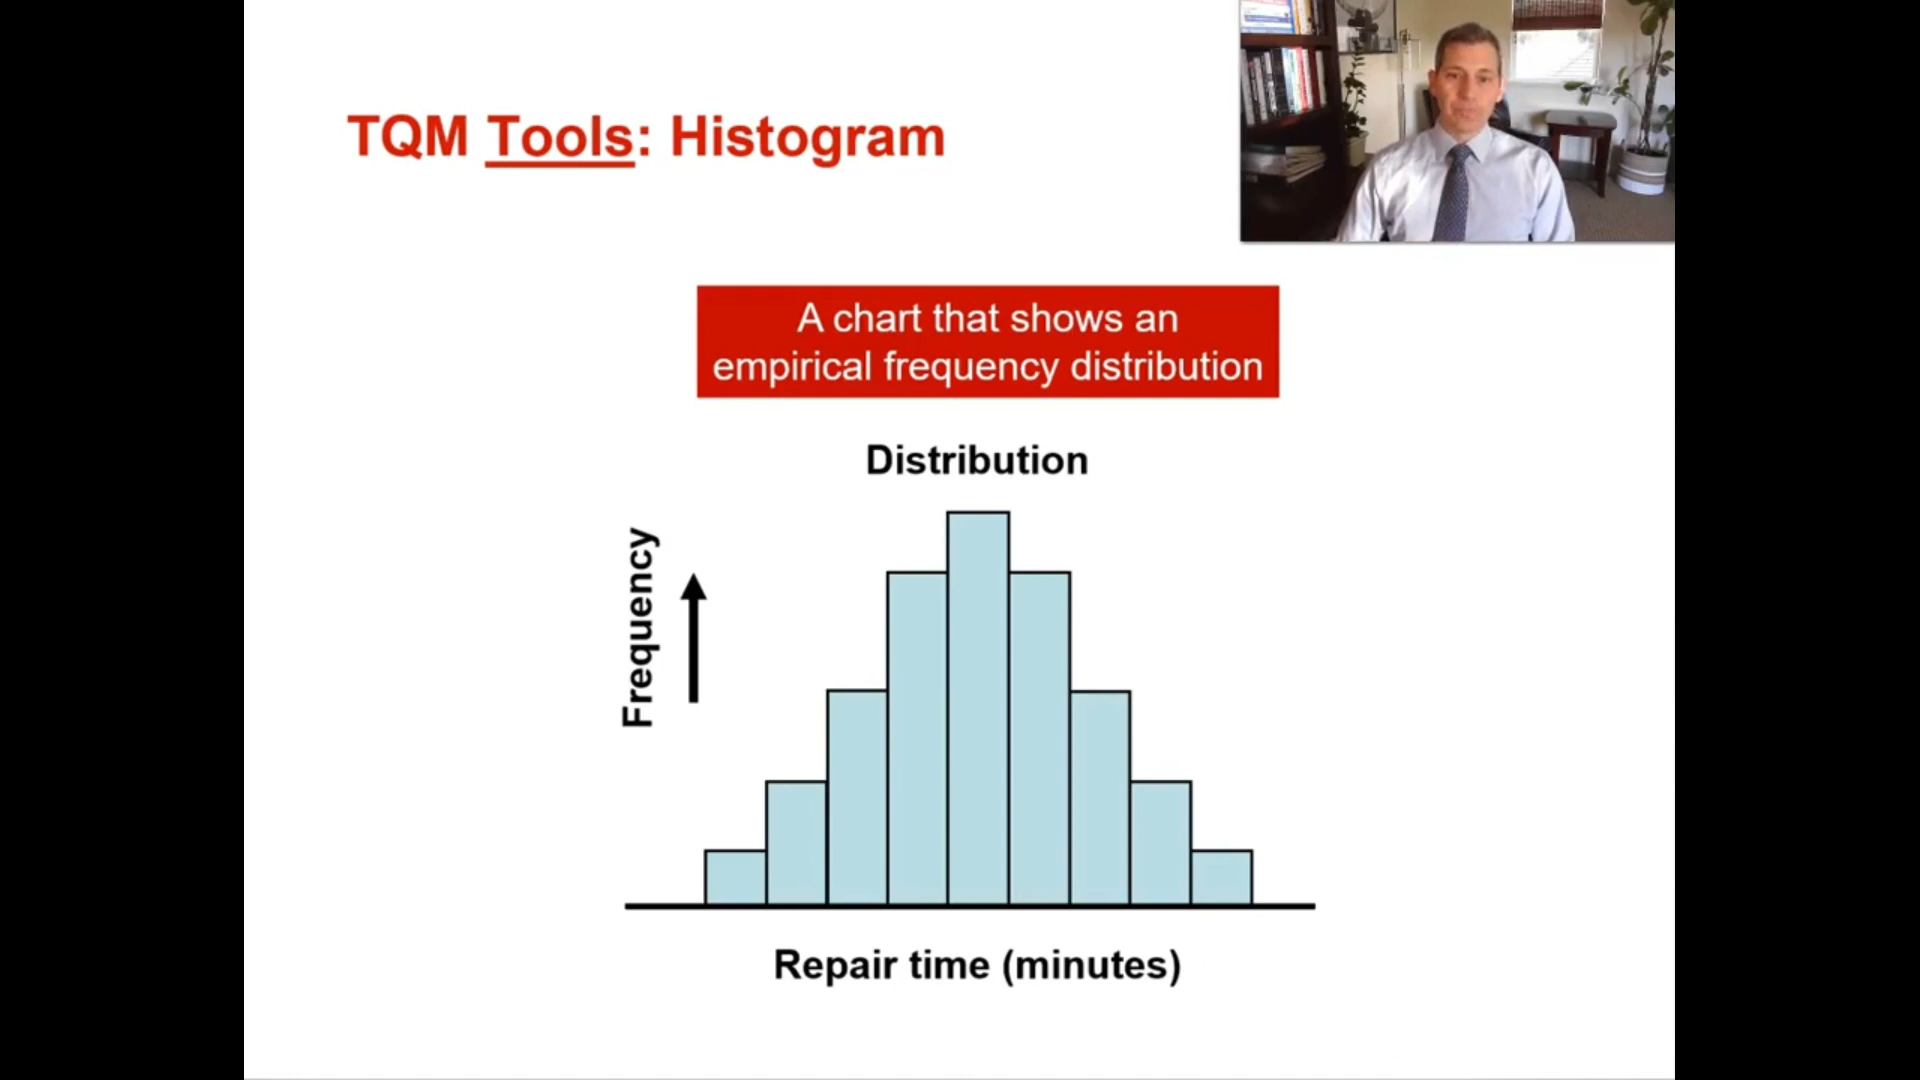 TQM Tools: Histogram
A chart that shows an
empirical frequency distribution
Distribution
Frequency
Repair time (minutes)